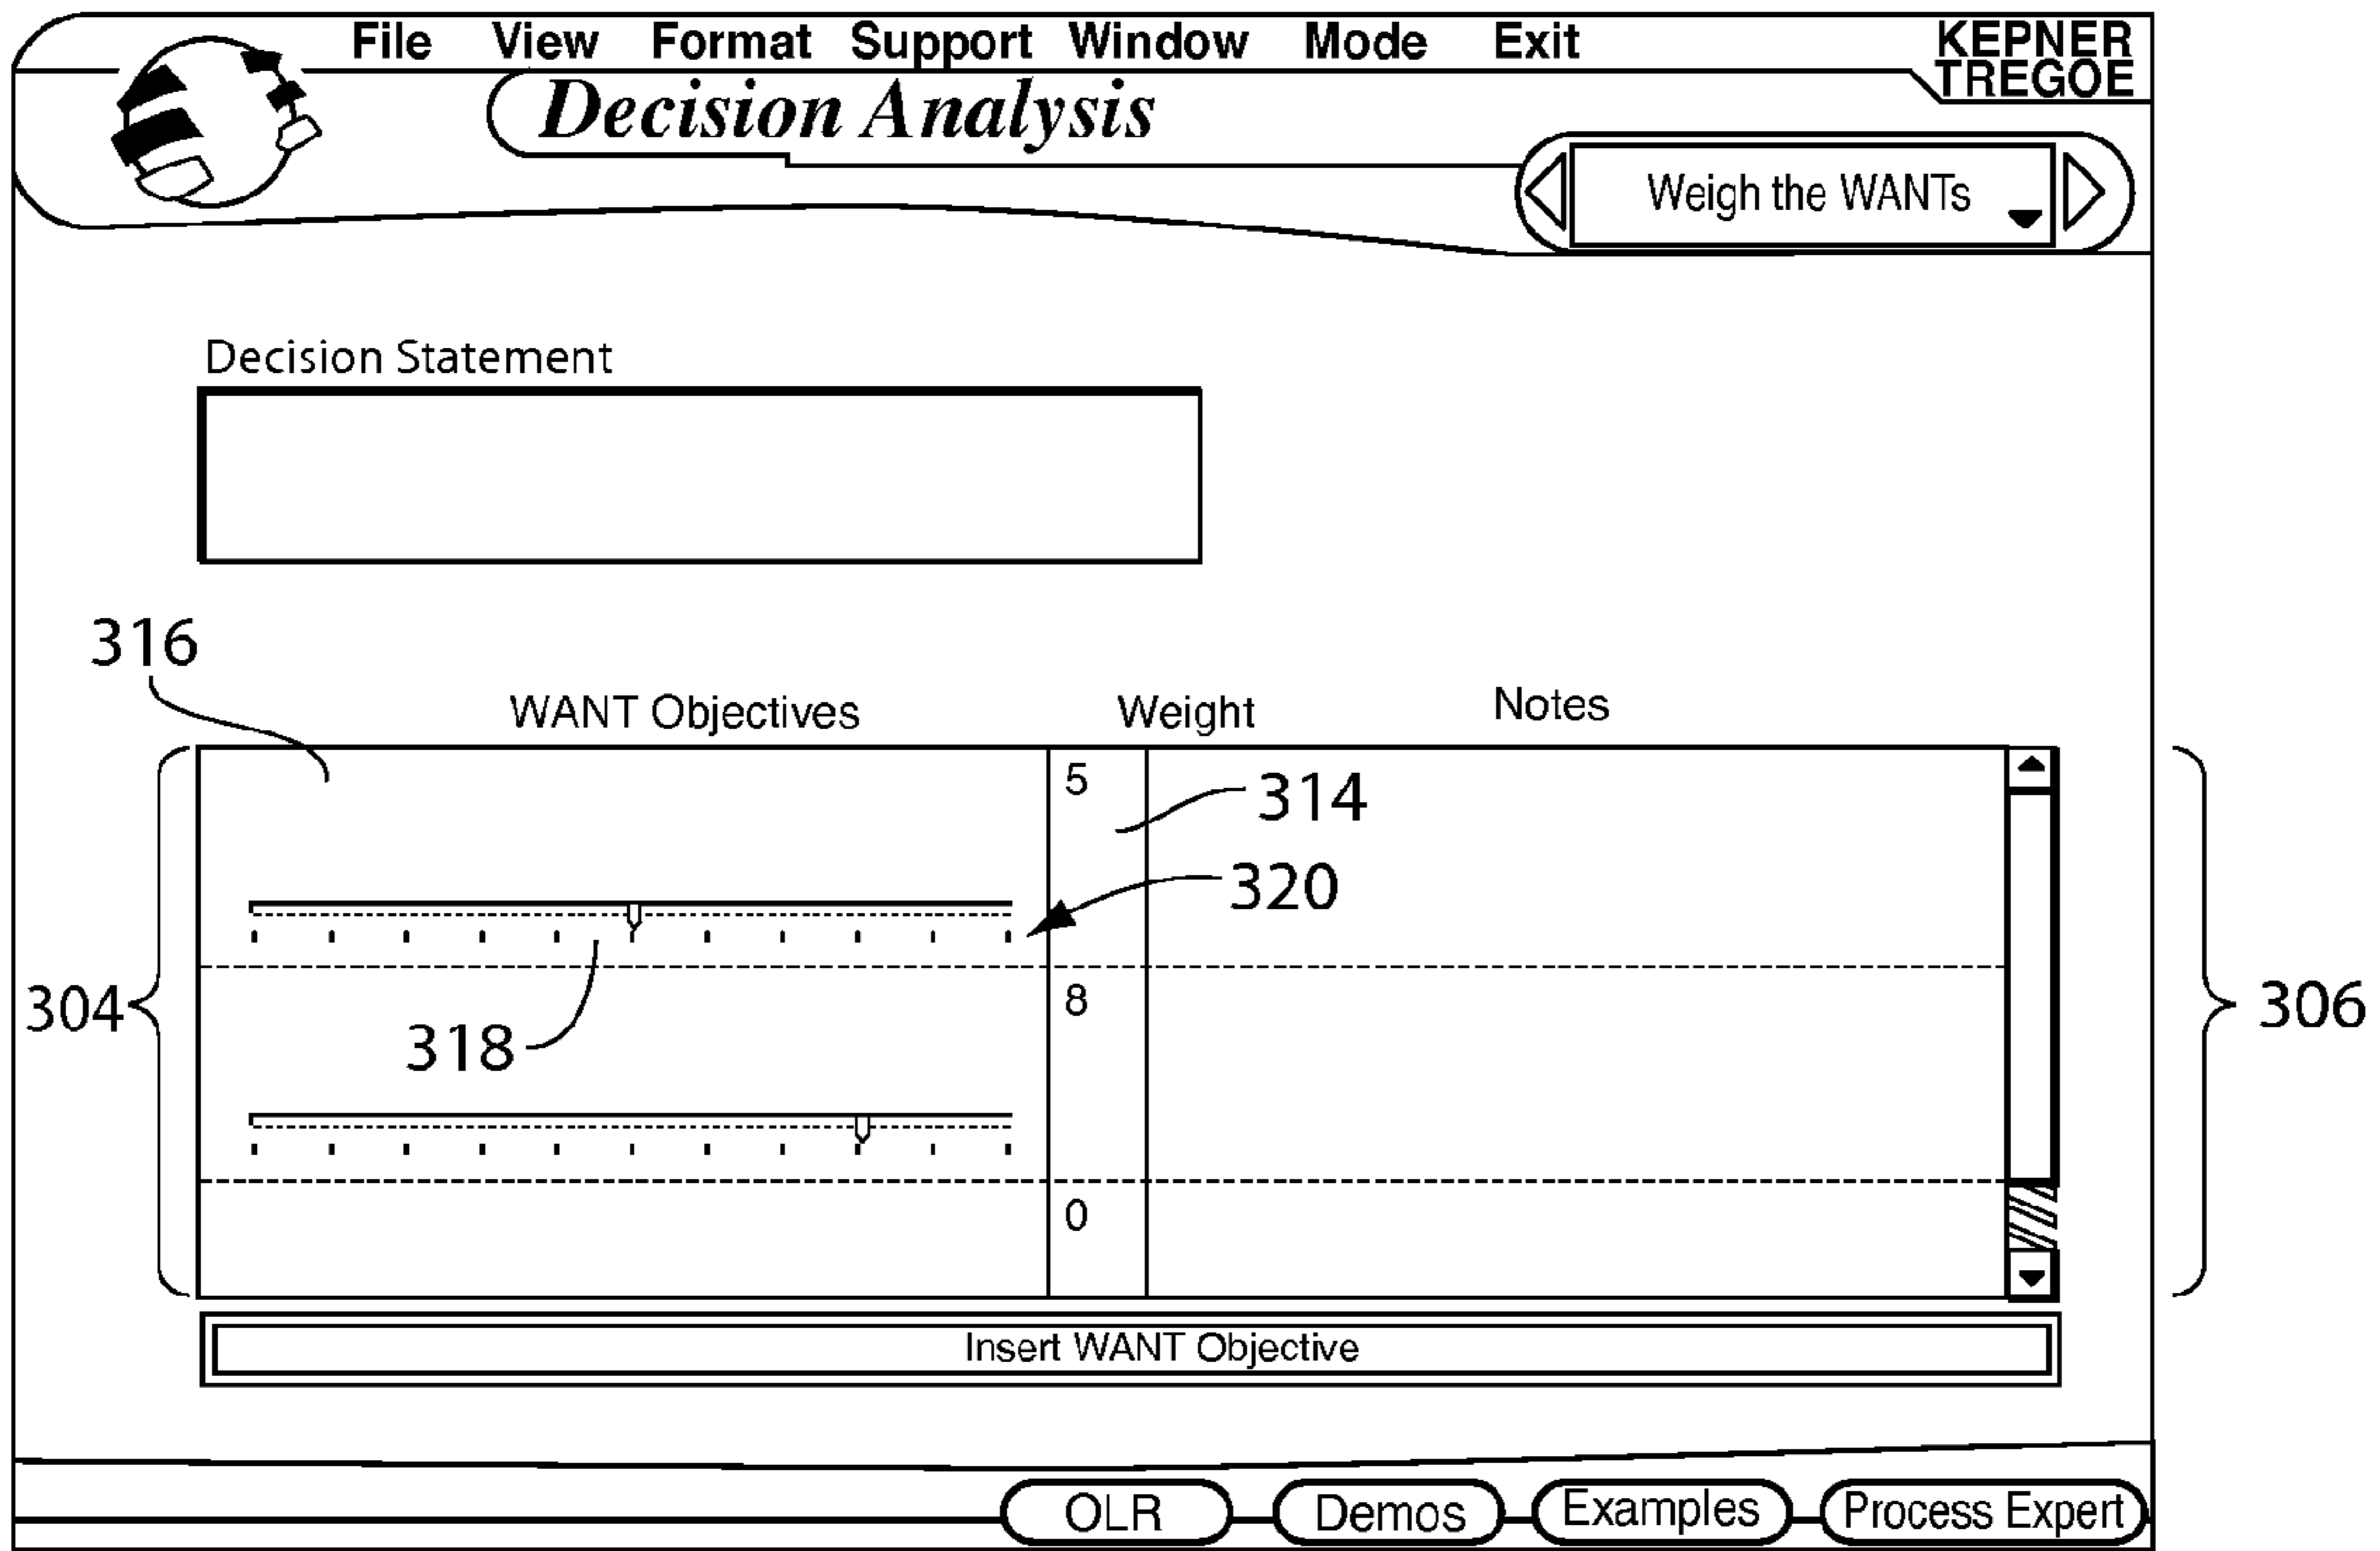 File View Format Support Window Mode Exit
KEPNER
TREGOE
Decision Analysis
Weigh the WANTs
Decision Statement
316
WANT Objectives Weight Notes
5
314
320
304
8
306
318
0
Insert WANT Objective
OLR Demos Examples Process Expert